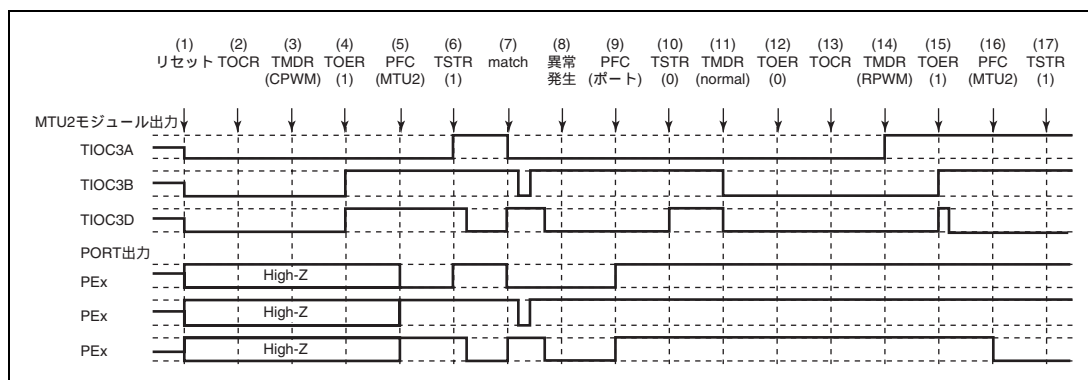 (1) (2) (3) (4) (5) (6) (7) (8) (9) (10) (11) (12) (13) (14) (15) (16) (17)
リセット TOCR TMDR TOER PFC TSTR match 異常 PFC TSTR TMDR TOER TOCR TMDR TOER PFC TSTR
(CPWM) (1) (MTU2) (1) 発生 (ポート) (0) (normal) (0) (RPWM) (1) (MTU2) (1)
MTU2モジュール出力
TIOC3A
TIOC3B
TIOC3D
PORT出力
PEx High-Z
PEx High-Z
PEx High-Z